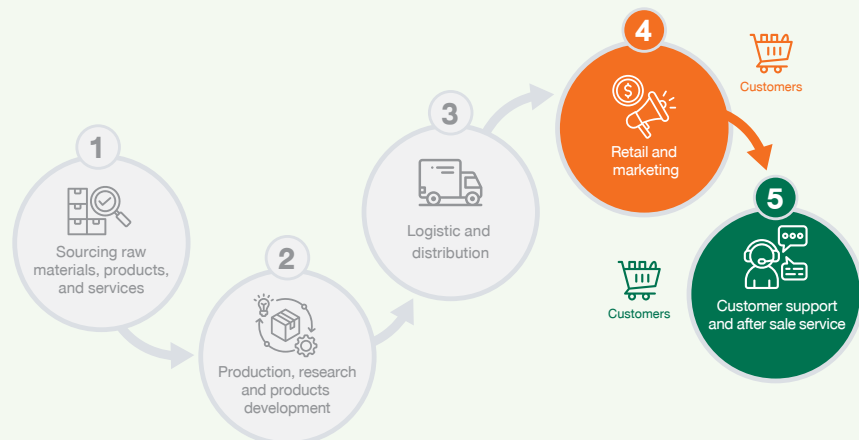 1
Sourcing raw
materials, products,
and services
2
Production, research
and products
development
3
Logistic and
distribution
4
$
Retail and
marketing
Customers
5
Customer support
and after sale service
Customers